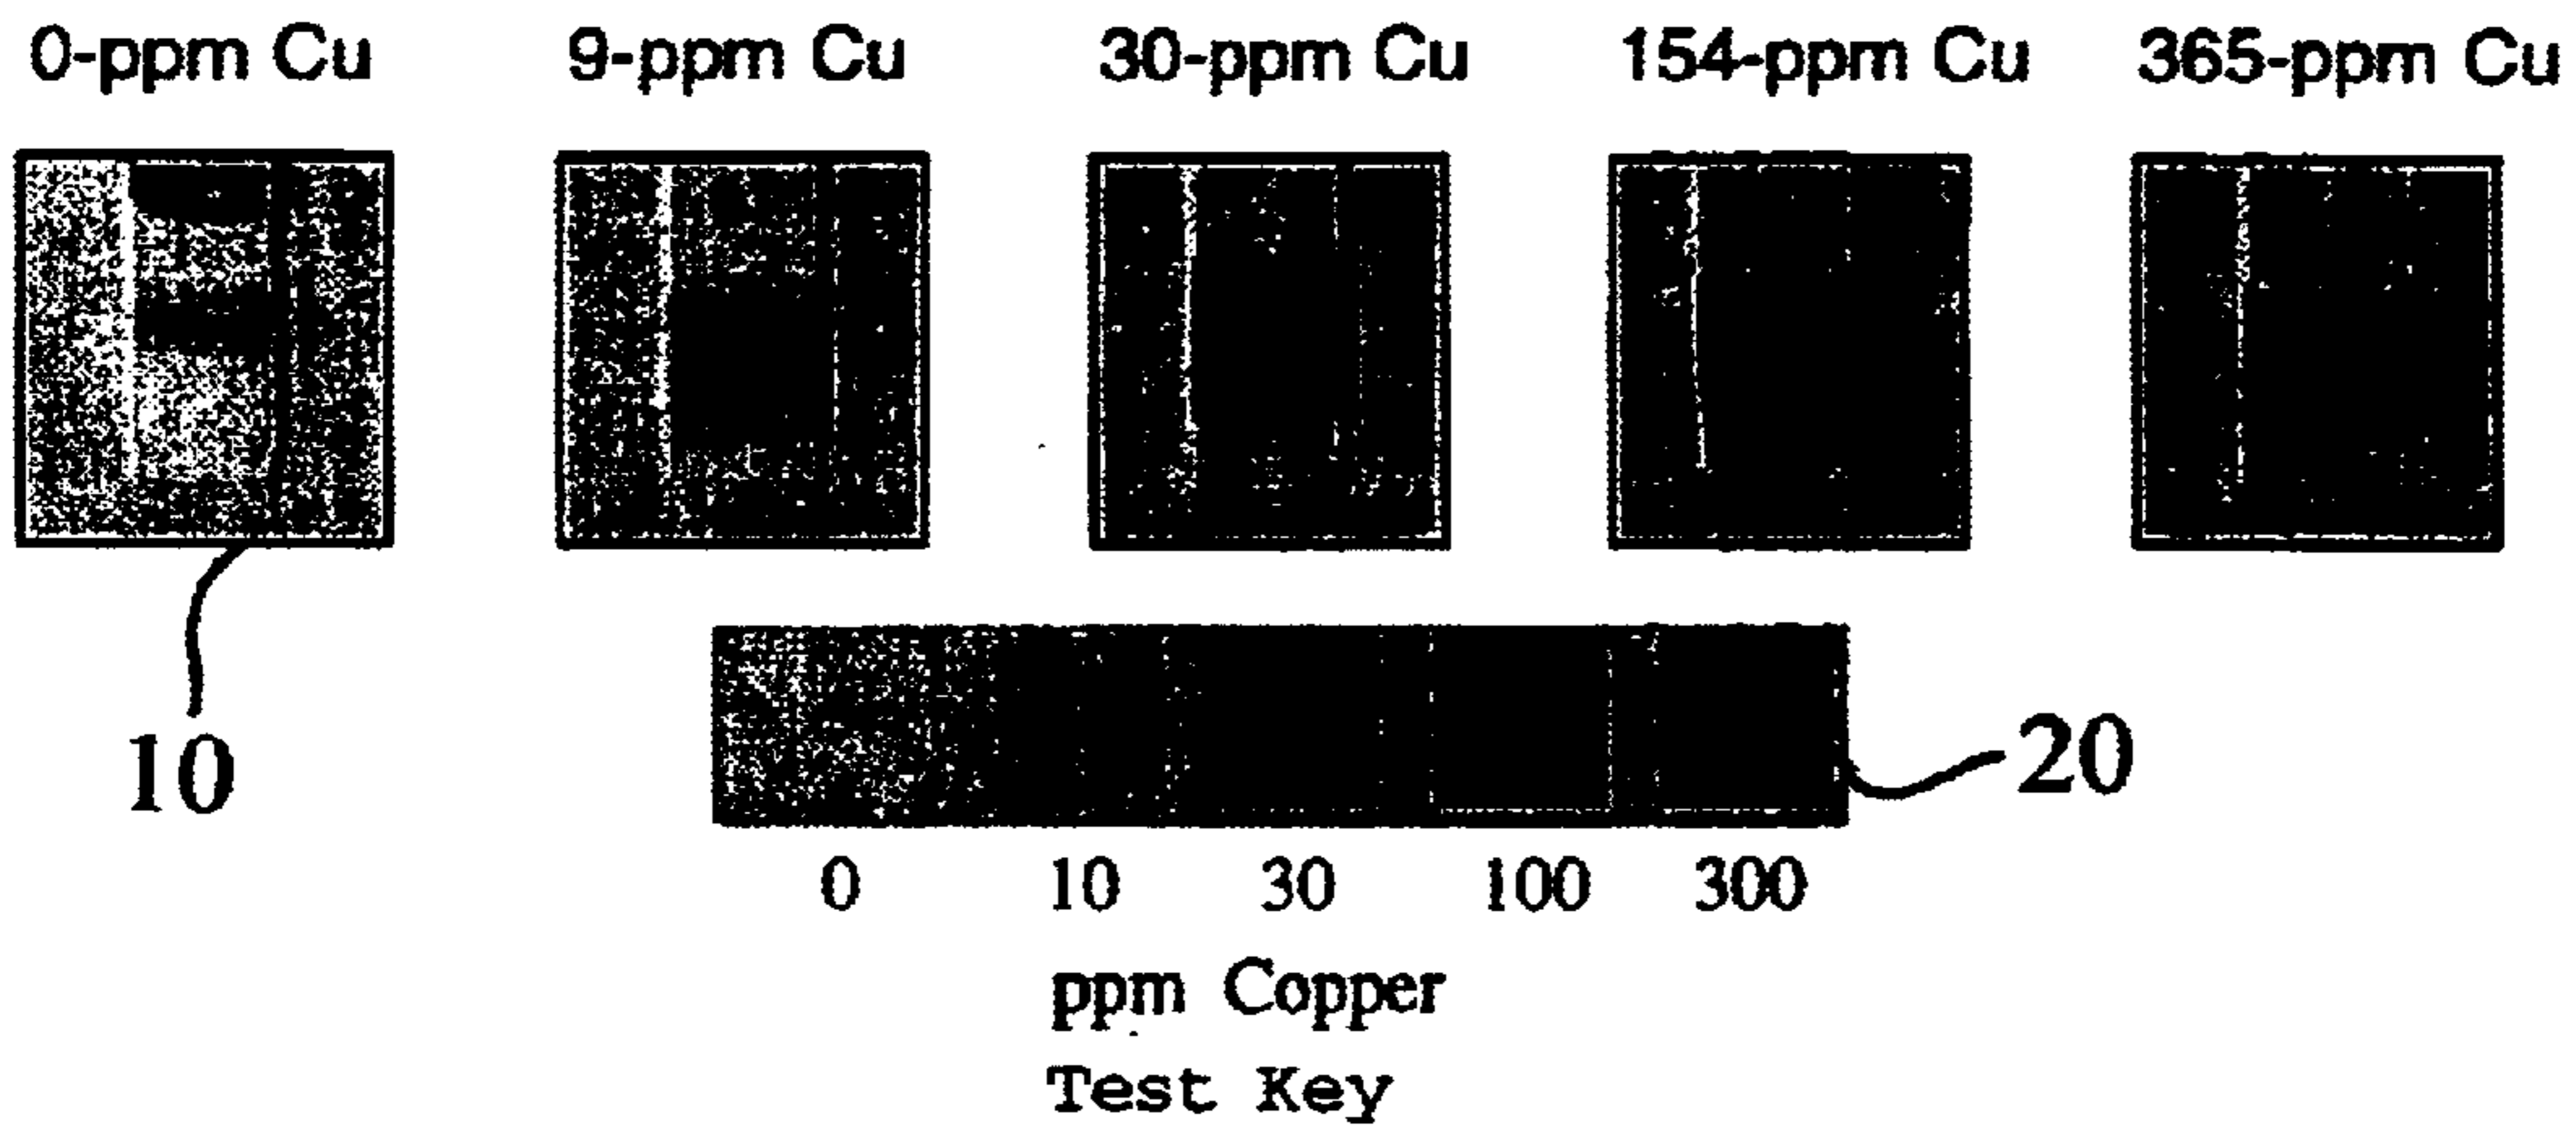 0-ppm Cu 9-ppm Cu 30-ppm Cu 154-ppm Cu 365-ppm Cu
10
20
0 10 30 100 300
ppm Copper
Test Key